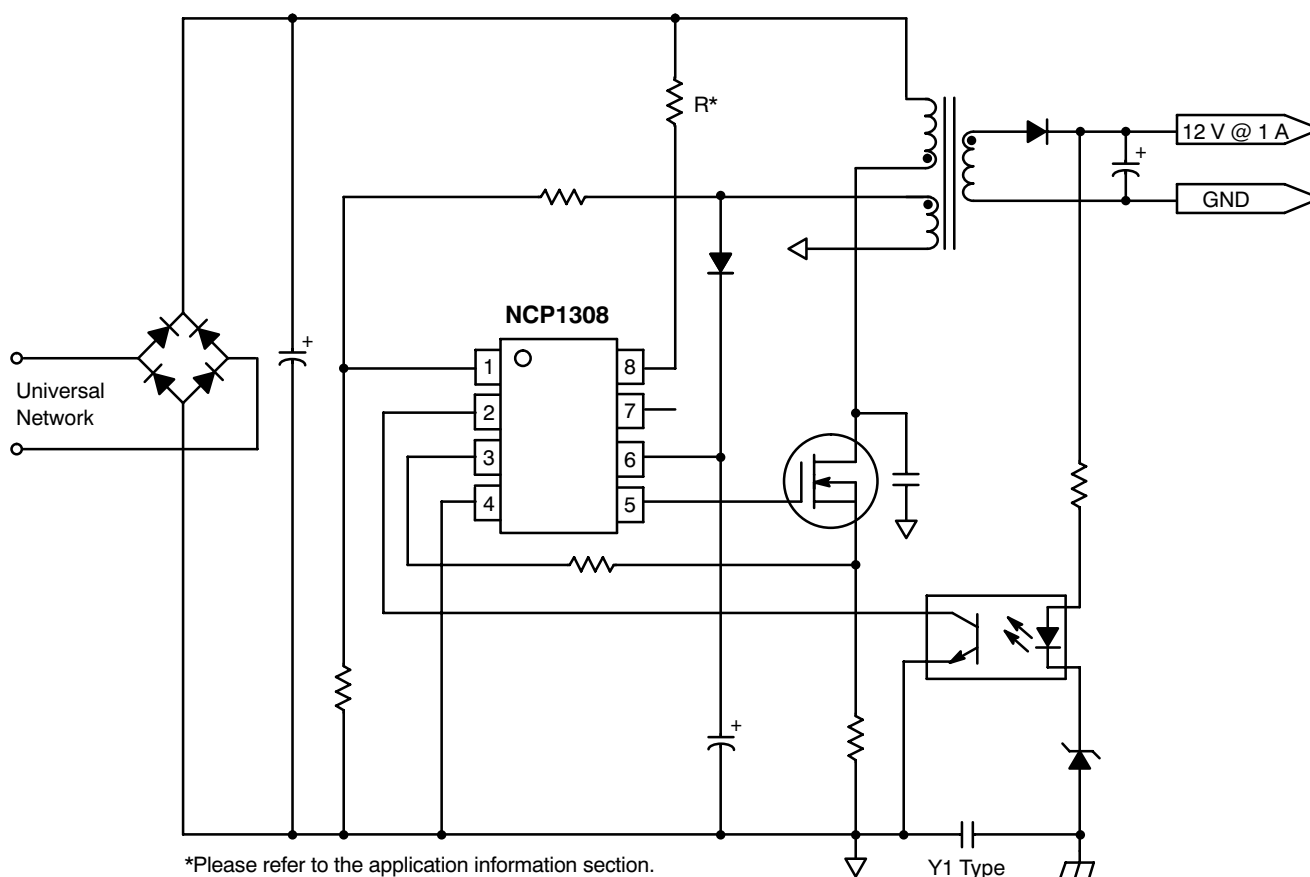 R*
12 V @ 1 A
+
GND
NCP1308
+
1
8
Universal
Network
2
7
3
6
4
5
+
*Please refer to the application information section.
Y1 Type